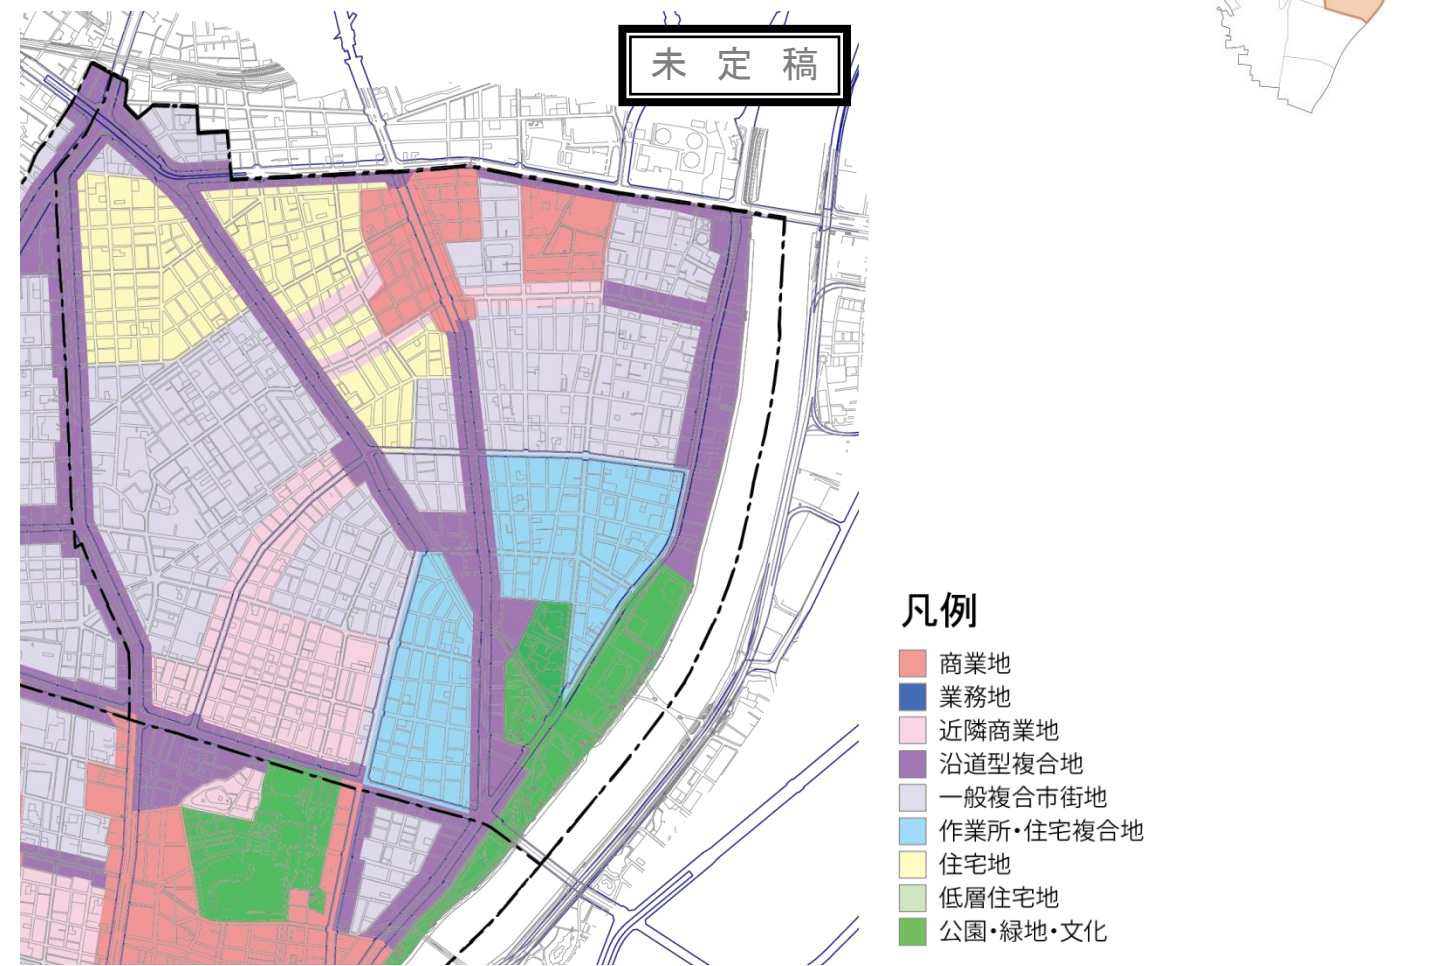 未定稿
凡例
商業地
業務地
近隣商業地
沿道型複合地
一般複合市街地
作業所・住宅複合地
住宅地
低層住宅地
公園・緑地・文化